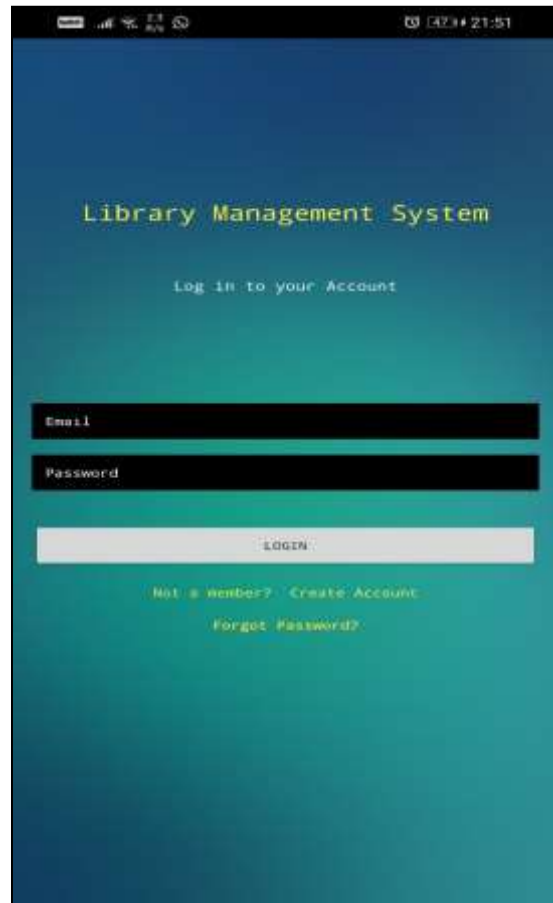 47 21:51
Library Management System
Log in to your Account
Email
Password
LOGIN
Not a member? Create Account
Forgot Password?